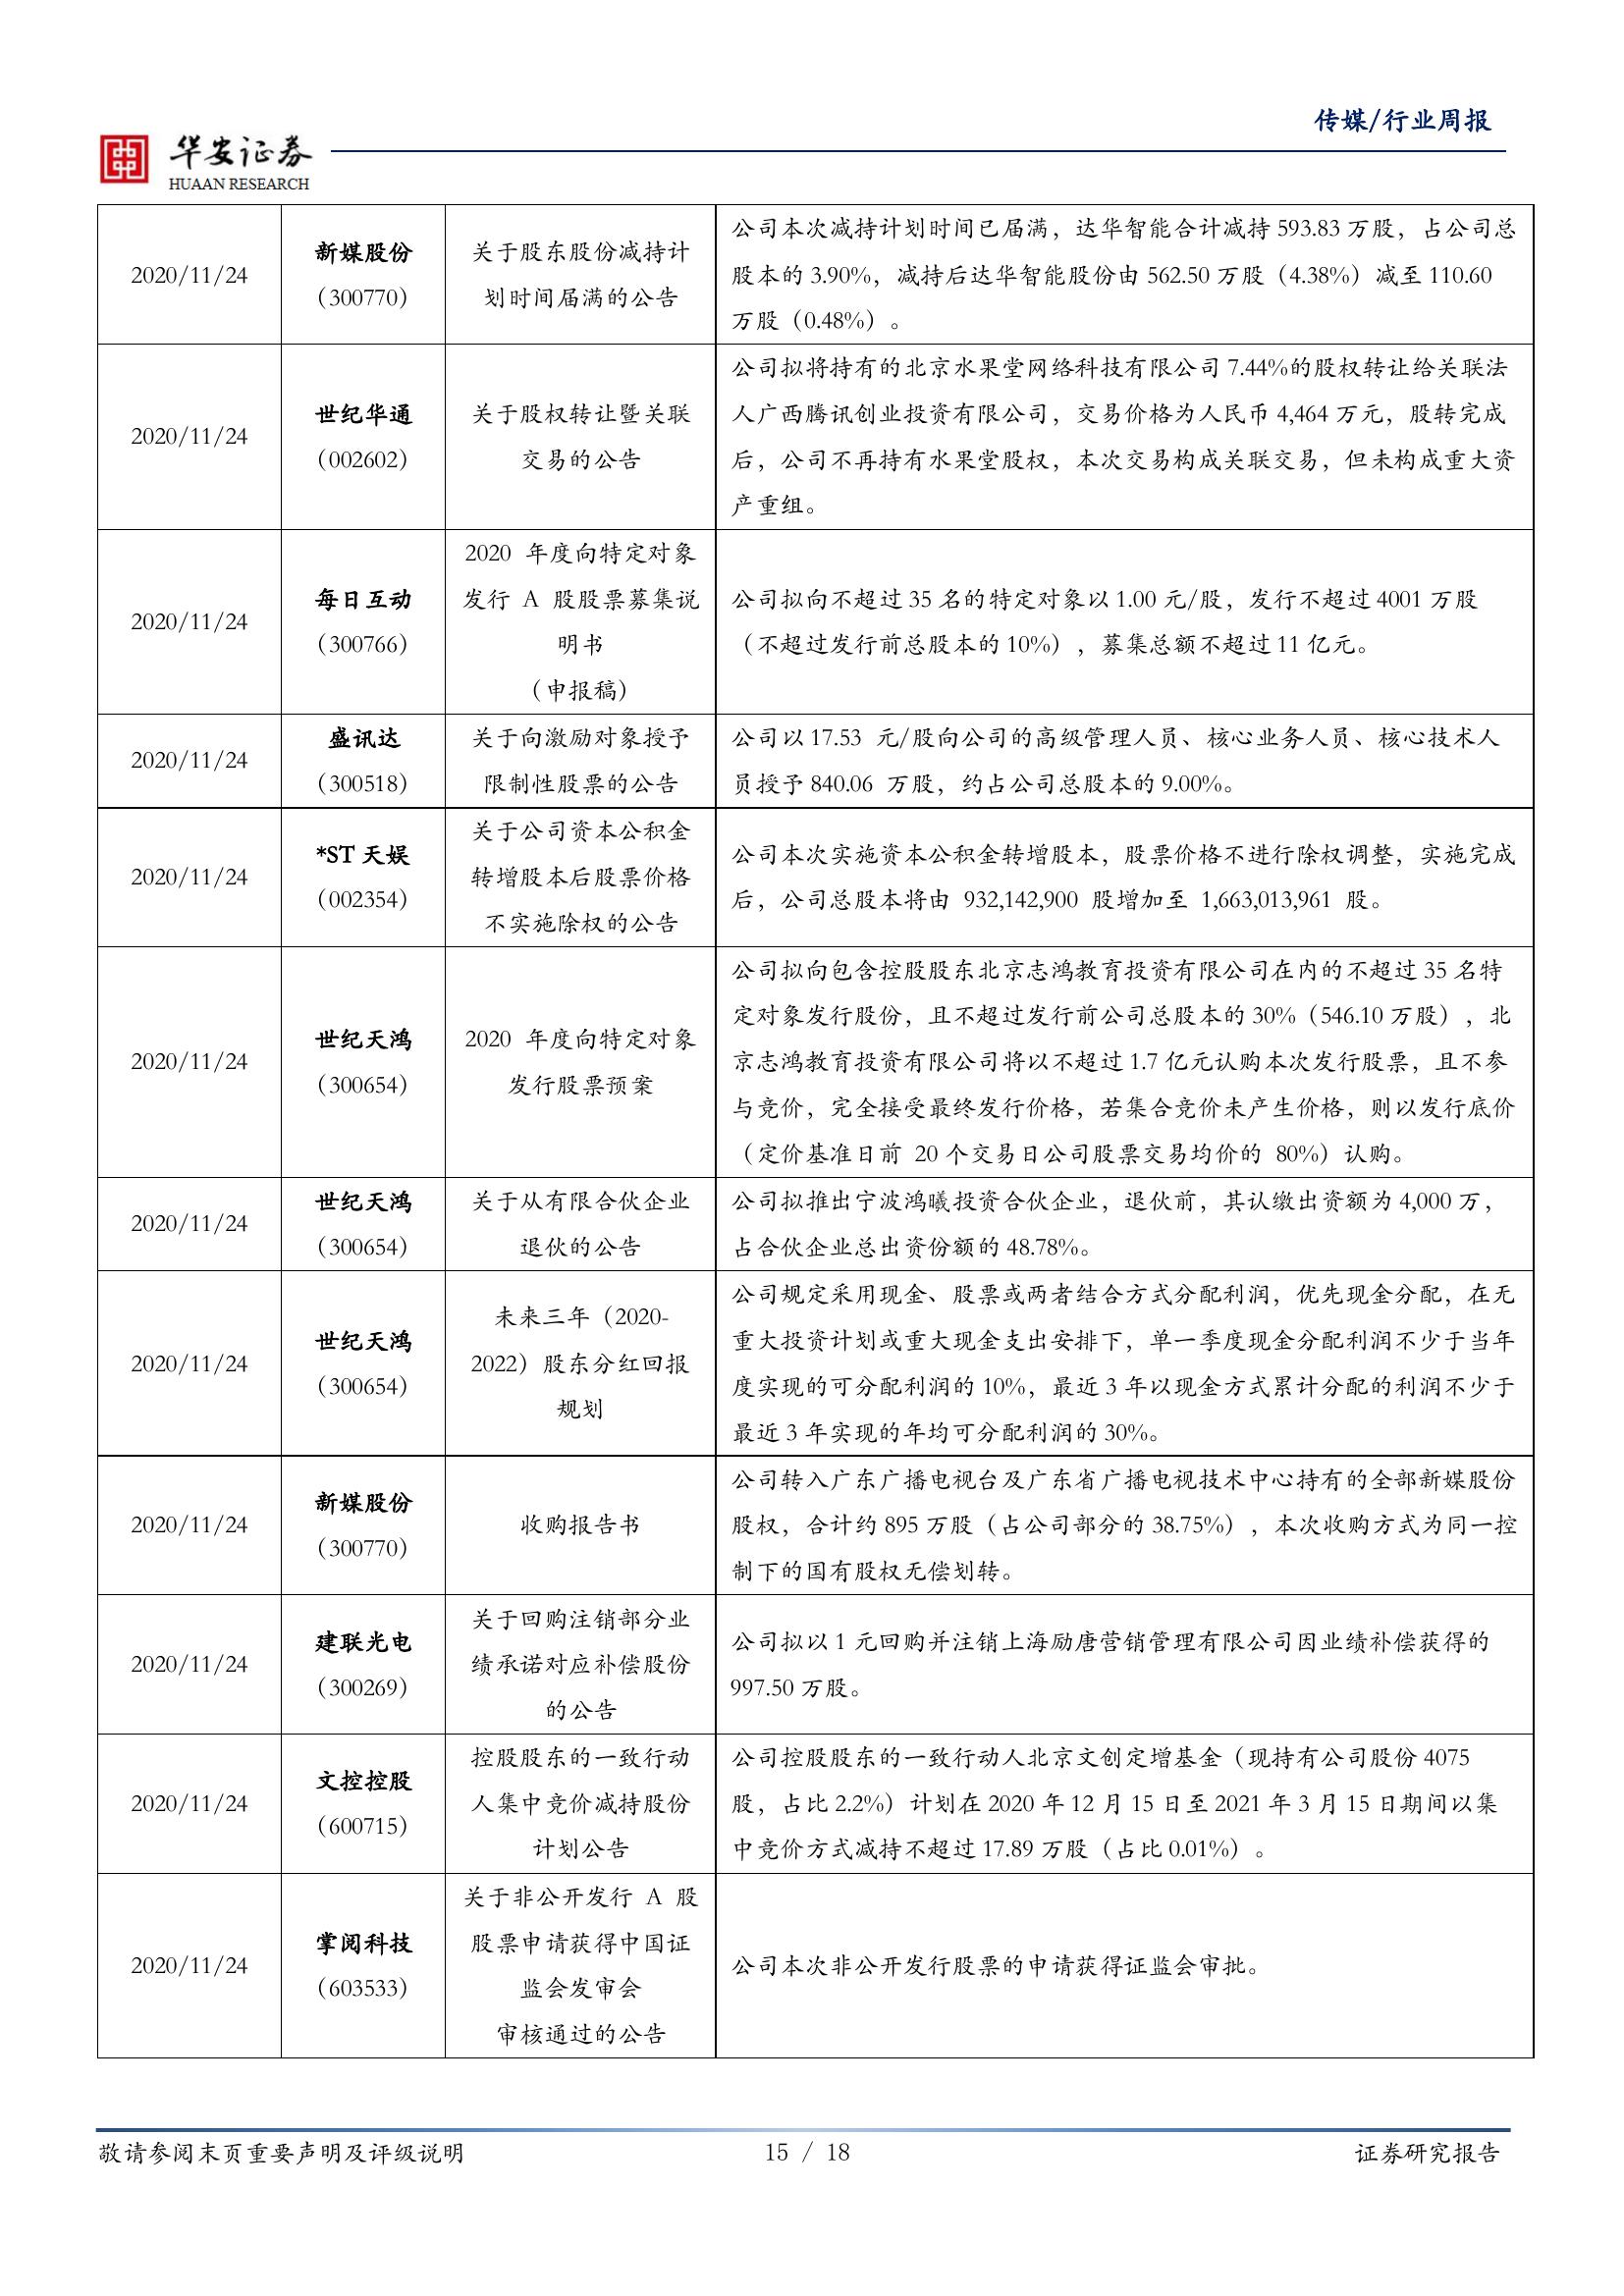 传媒/行业周报
华安证券
HUAAN RESEARCH
2020/11/24
新媒股份
（300770）
关于股东股份减持计
划时间届满的公告
公司本次减持计划时间已届满，达华智能合计减持 593.83 万股，占公司总
股本的 3.90%，减持后达华智能股份由 562.50 万股（4.38%）减至 110.60
万股（0.48%）。
2020/11/24
世纪华通
（002602）
关于股权转让暨关联
交易的公告
公司拟将持有的北京水果堂网络科技有限公司 7.44%的股权转让给关联法
人广西腾讯创业投资有限公司，交易价格为人民币 4,464 万元，股转完成
后，公司不再持有水果堂股权，本次交易构成关联交易，但未构成重大资
产重组。
2020/11/24
每日互动
（300766）
2020 年度向特定对象
发行 A 股股票募集说
明书
（申报稿）
公司拟向不超过 35 名的特定对象以 1.00 元/股，发行不超过 4001 万股
（不超过发行前总股本的 10%），募集总额不超过 11 亿元。
2020/11/24
盛讯达
（300518）
关于向激励对象授予
限制性股票的公告
公司以 17.53 元/股向公司的高级管理人员、核心业务人员、核心技术人
员授予 840.06 万股，约占公司总股本的 9.00%。
2020/11/24
*ST 天娱
（002354）
关于公司资本公积金
转增股本后股票价格
不实施除权的公告
公司本次实施资本公积金转增股本，股票价格不进行除权调整，实施完成
后，公司总股本将由 932,142,900 股增加至 1,663,013,961 股。
2020/11/24
世纪天鸿
（300654）
2020 年度向特定对象
发行股票预案
公司拟向包含控股股东北京志鸿教育投资有限公司在内的不超过 35 名特
定对象发行股份，且不超过发行前公司总股本的 30%（546.10 万股），北
京志鸿教育投资有限公司将以不超过 1.7 亿元认购本次发行股票，且不参
与竞价，完全接受最终发行价格，若集合竞价未产生价格，则以发行底价
（定价基准日前 20 个交易日公司股票交易均价的 80%）认购。
2020/11/24
世纪天鸿
（300654）
关于从有限合伙企业
退伙的公告
公司拟推出宁波鸿曦投资合伙企业，退伙前，其认缴出资额为 4,000 万，
占合伙企业总出资份额的 48.78%。
2020/11/24
世纪天鸿
（300654）
未来三年（2020-
2022）股东分红回报
规划
公司规定采用现金、股票或两者结合方式分配利润，优先现金分配，在无
重大投资计划或重大现金支出安排下，单一季度现金分配利润不少于当年
度实现的可分配利润的 10%，最近 3 年以现金方式累计分配的利润不少于
最近 3 年实现的年均可分配利润的 30%。
2020/11/24
新媒股份
（300770）
收购报告书
公司转入广东广播电视台及广东省广播电视技术中心持有的全部新媒股份
股权，合计约 895 万股（占公司部分的 38.75%），本次收购方式为同一控
制下的国有股权无偿划转。
2020/11/24
建联光电
（300269）
关于回购注销部分业
绩承诺对应补偿股份
的公告
公司拟以 1 元回购并注销上海励唐营销管理有限公司因业绩补偿获得的
997.50 万股。
2020/11/24
文控控股
（600715）
控股股东的一致行动
人集中竞价减持股份
计划公告
公司控股股东的一致行动人北京文创定增基金（现持有公司股份 4075
股，占比 2.2%）计划在 2020 年 12 月 15 日至 2021 年 3 月 15 日期间以集
中竞价方式减持不超过 17.89 万股（占比 0.01%）。
2020/11/24
掌阅科技
（603533）
关于非公开发行 A 股
股票申请获得中国证
监会发审会
审核通过的公告
公司本次非公开发行股票的申请获得证监会审批。
敬请参阅末页重要声明及评级说明
15 / 18
证券研究报告